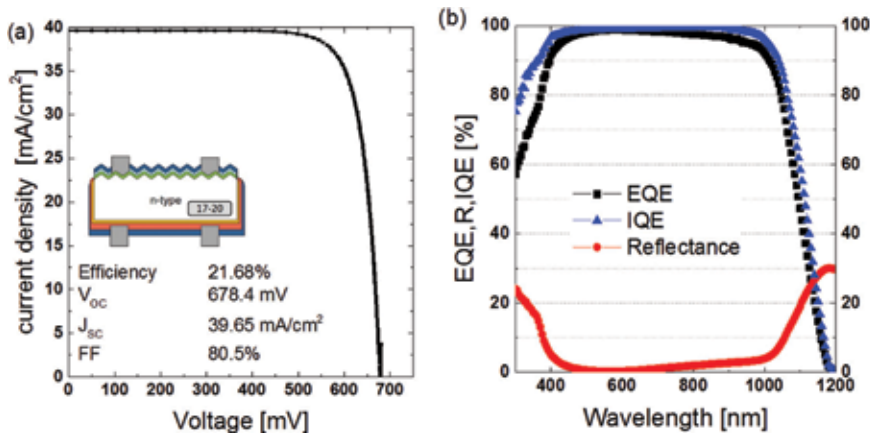 (a)
45
40
35
30
25
20
15
10
5
0
current density [mA/cm²]
n-type
17-20
Efficiency 21.68%
V_OC 678.4 mV
J_SC 39.65 mA/cm²
FF 80.5%
0 100 200 300 400 500 600 700
Voltage [mV]
(b)
100
80
60
40
20
0
EQE,R,IQE [%]
EQE
IQE
Reflectance
100
80
60
40
20
0
400 600 800 1000 1200
Wavelength [nm]